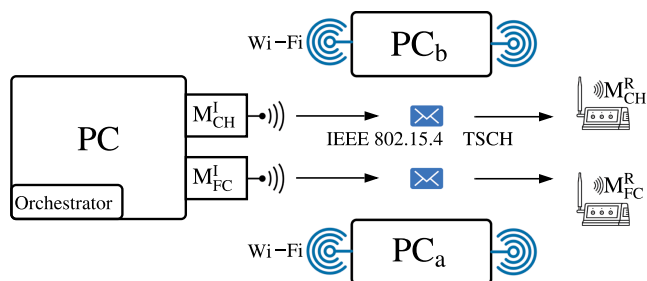 Wi-Fi PC_b
PC M^I_CH M^R_CH
IEEE 802.15.4 TSCH
M^I_FC M^R_FC
Orchestrator
Wi-Fi PC_a